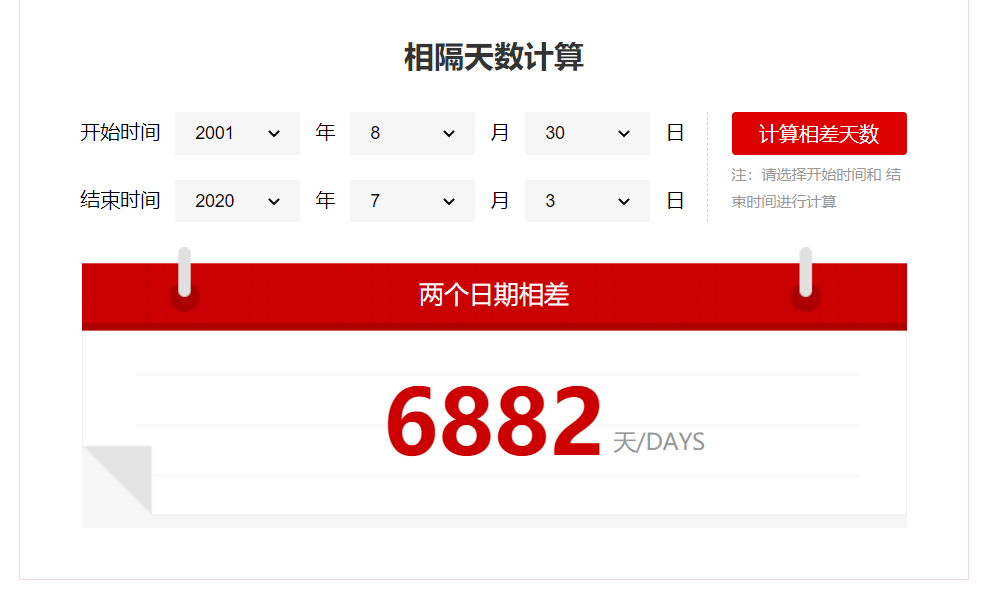 相隔天数计算
开始时间 2001 年 8 月 30 日 计算相差天数
注：请选择开始时间和 结
束时间进行计算
结束时间 2020 年 7 月 3 日
两个日期相差
6882 天/DAYS